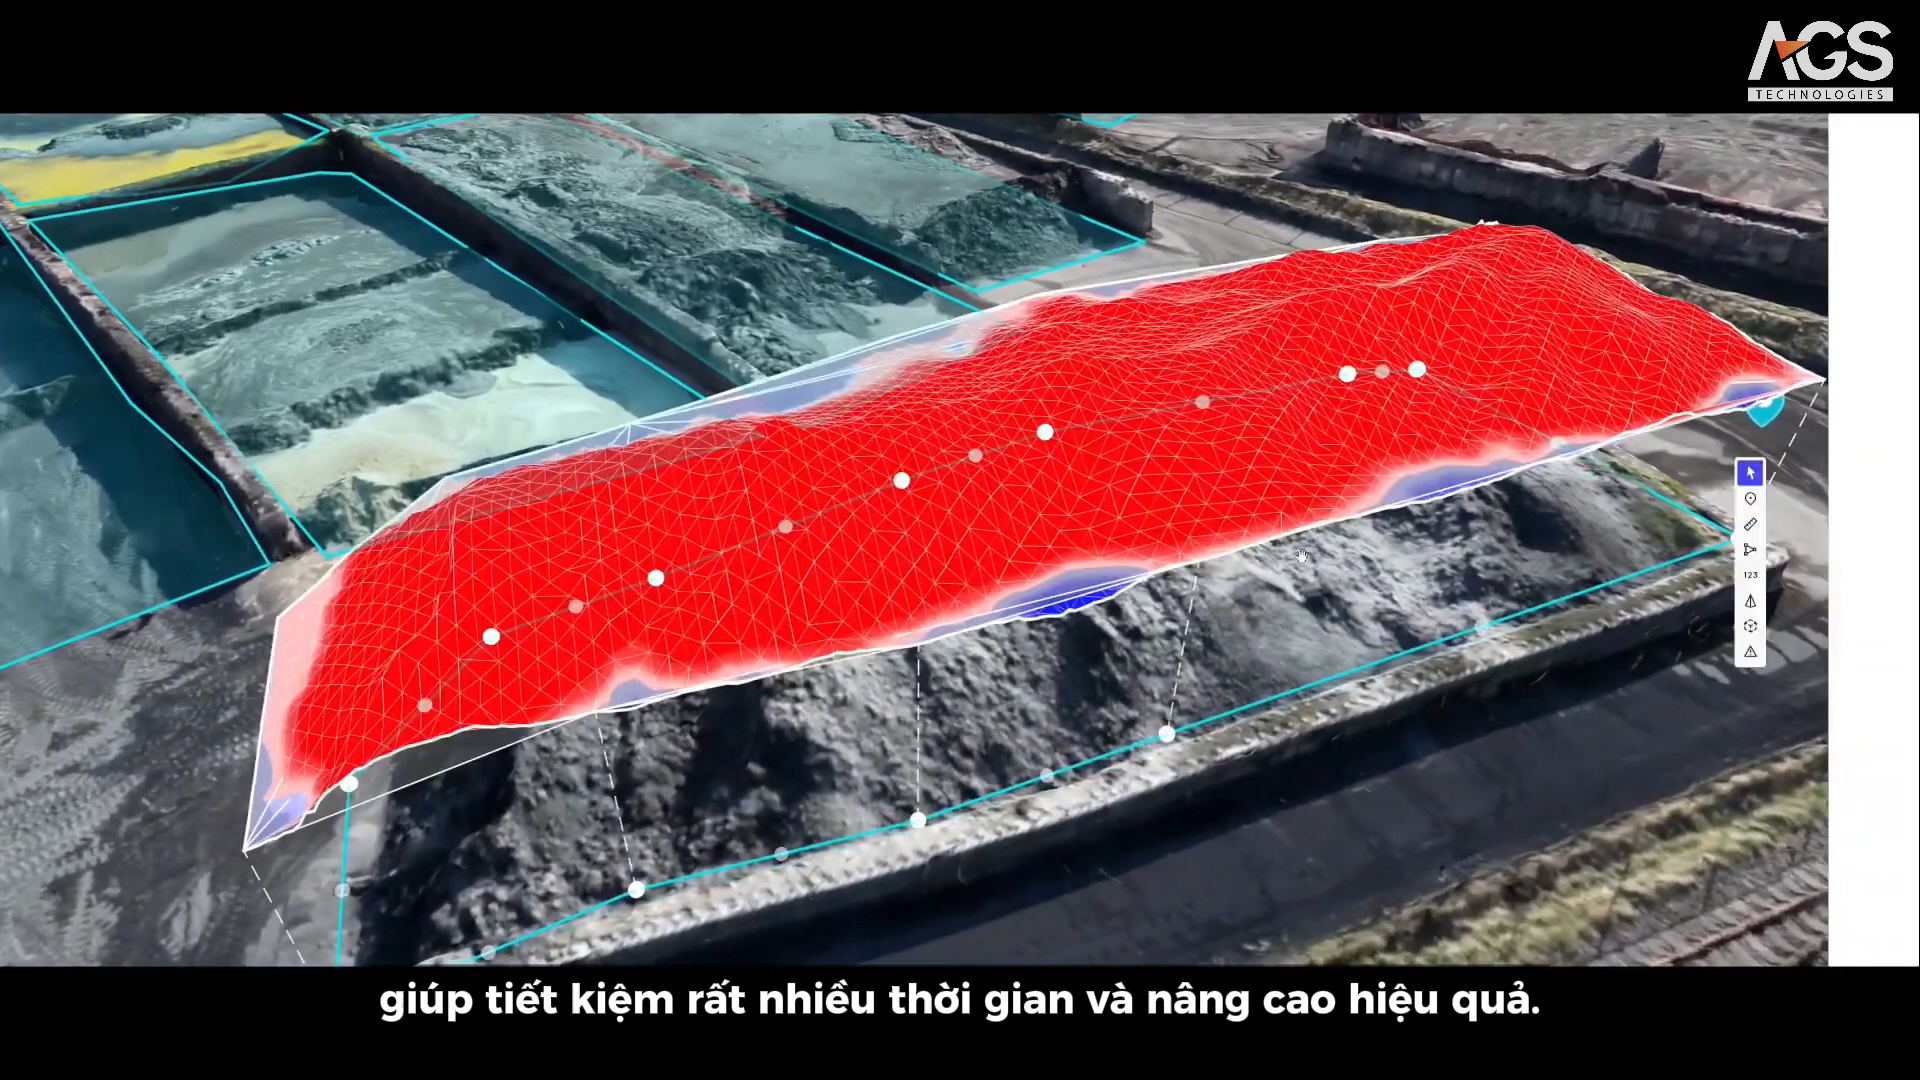 AGS
TECHNOLOGIES
123
giúp tiết kiệm rất nhiều thời gian và nâng cao hiệu quả.